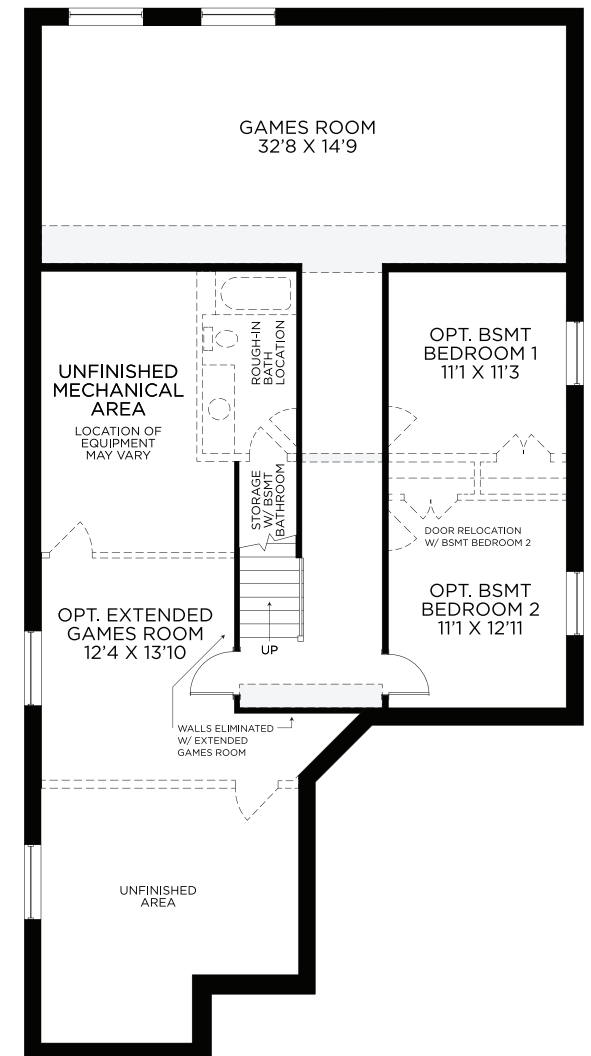 GAMES ROOM
32'8 X 14'9
UNFINISHED
MECHANICAL
AREA
LOCATION OF
EQUIPMENT
MAY VARY
ROUGH-IN
BATH
LOCATION
OPT. BSMT
BEDROOM 1
11'1 X 11'3
STORAGE
W/ BSMT
BATHROOM
DOOR RELOCATION
W/ BSMT BEDROOM 2
OPT. EXTENDED
GAMES ROOM
12'4 X 13'10
UP
OPT. BSMT
BEDROOM 2
11'1 X 12'11
WALLS ELIMINATED
W/ EXTENDED
GAMES ROOM
UNFINISHED
AREA